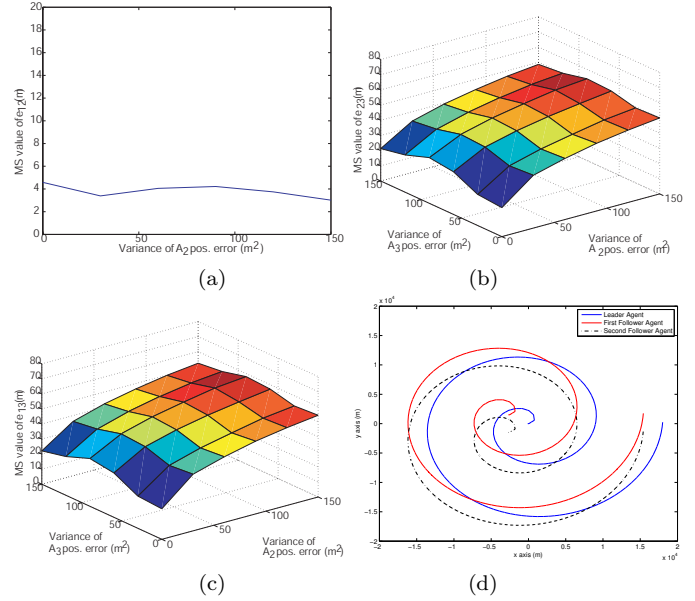 20
18
16
14
12
10
8
6
4
2
0
MS value of e12(m)
0 50 100 150
Variance of A2 pos. error (m²)
(a)
80
70
60
50
40
30
20
10
0
MS value of e23(m)
150
100
50
0
Variance of
A3 pos. error (m²)
0
50
100
150
Variance of
A2 pos. error (m²)
(b)
80
70
60
50
40
30
20
10
0
MS value of e13(m)
150
100
50
0
Variance of
A3 pos. error (m²)
0
50
100
150
Variance of
A2 pos. error (m²)
(c)
x 10⁴
2
1.5
1
0.5
0
−0.5
−1
−1.5
−2
y axis (m)
Leader Agent
First Follower Agent
Second Follower Agent
−2 −1.5 −1 −0.5 0 0.5 1 1.5 2
x axis (m)
x 10⁴
(d)